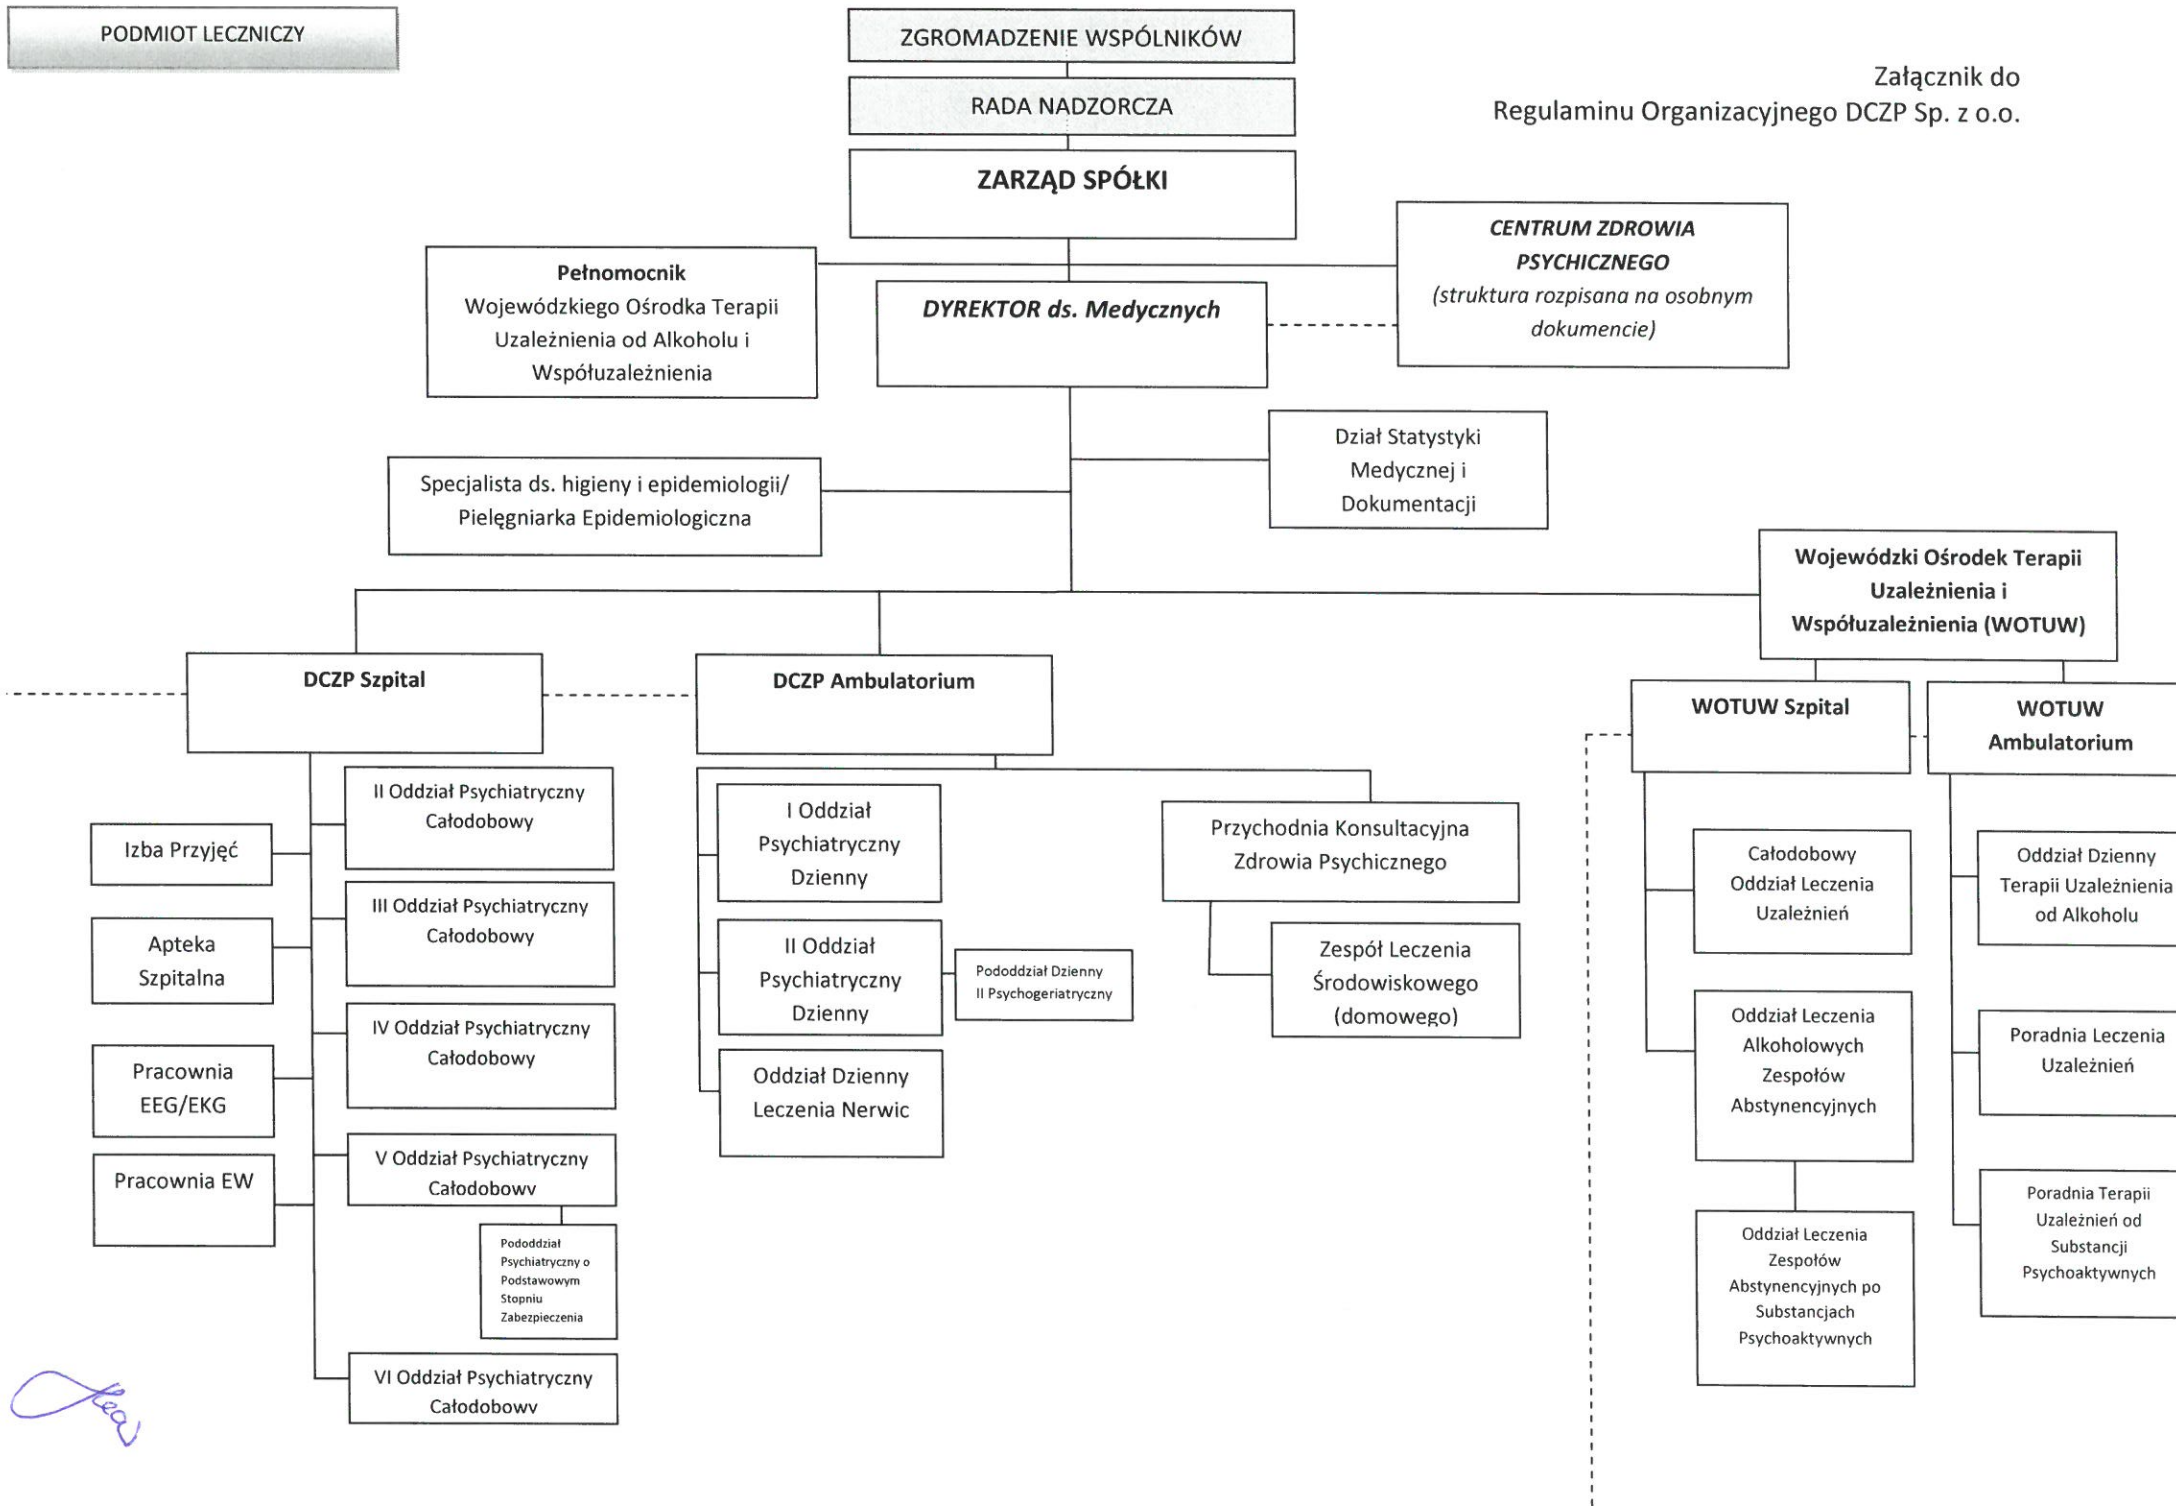 PODMIOT LECZNICZY
ZGROMADZENIE WSPÓLNIKÓW
RADA NADZORCZA
Załącznik do
Regulaminu Organizacyjnego DCZP Sp. z o.o.
ZARZĄD SPÓŁKI
CENTRUM ZDROWIA
PSYCHICZNEGO
(struktura rozpisana na osobnym
dokumencie)
Pełnomocnik
Wojewódzkiego Ośrodka Terapii
Uzależnienia od Alkoholu i
Współuzależnienia
DYREKTOR ds. Medycznych
Dział Statystyki
Medycznej i
Dokumentacji
Specjalista ds. higieny i epidemiologii/
Pielęgniarka Epidemiologiczna
Wojewódzki Ośrodek Terapii
Uzależnienia i
Współuzależnienia (WOTUW)
DCZP Szpital
DCZP Ambulatorium
WOTUW Szpital
WOTUW
Ambulatorium
Izba Przyjęć
Apteka
Szpitalna
Pracownia
EEG/EKG
Pracownia EW
II Oddział Psychiatryczny
Całodobowy
III Oddział Psychiatryczny
Całodobowy
IV Oddział Psychiatryczny
Całodobowy
V Oddział Psychiatryczny
Całodobowy
Pododdział
Psychiatryczny o
Podstawowym
Stopniu
Zabezpieczenia
VI Oddział Psychiatryczny
Całodobowy
I Oddział
Psychiatryczny
Dzienny
II Oddział
Psychiatryczny
Dzienny
Pododdział Dzienny
II Psychogeriatryczny
Oddział Dzienny
Leczenia Nerwic
Przychodnia Konsultacyjna
Zdrowia Psychicznego
Zespół Leczenia
Środowiskowego
(domowego)
Całodobowy
Oddział Leczenia
Uzależnień
Oddział Leczenia
Alkoholowych
Zespołów
Abstynencyjnych
Oddział Leczenia
Zespołów
Abstynencyjnych po
Substancjach
Psychoaktywnych
Oddział Dzienny
Terapii Uzależnienia
od Alkoholu
Poradnia Leczenia
Uzależnień
Poradnia Terapii
Uzależnień od
Substancji
Psychoaktywnych